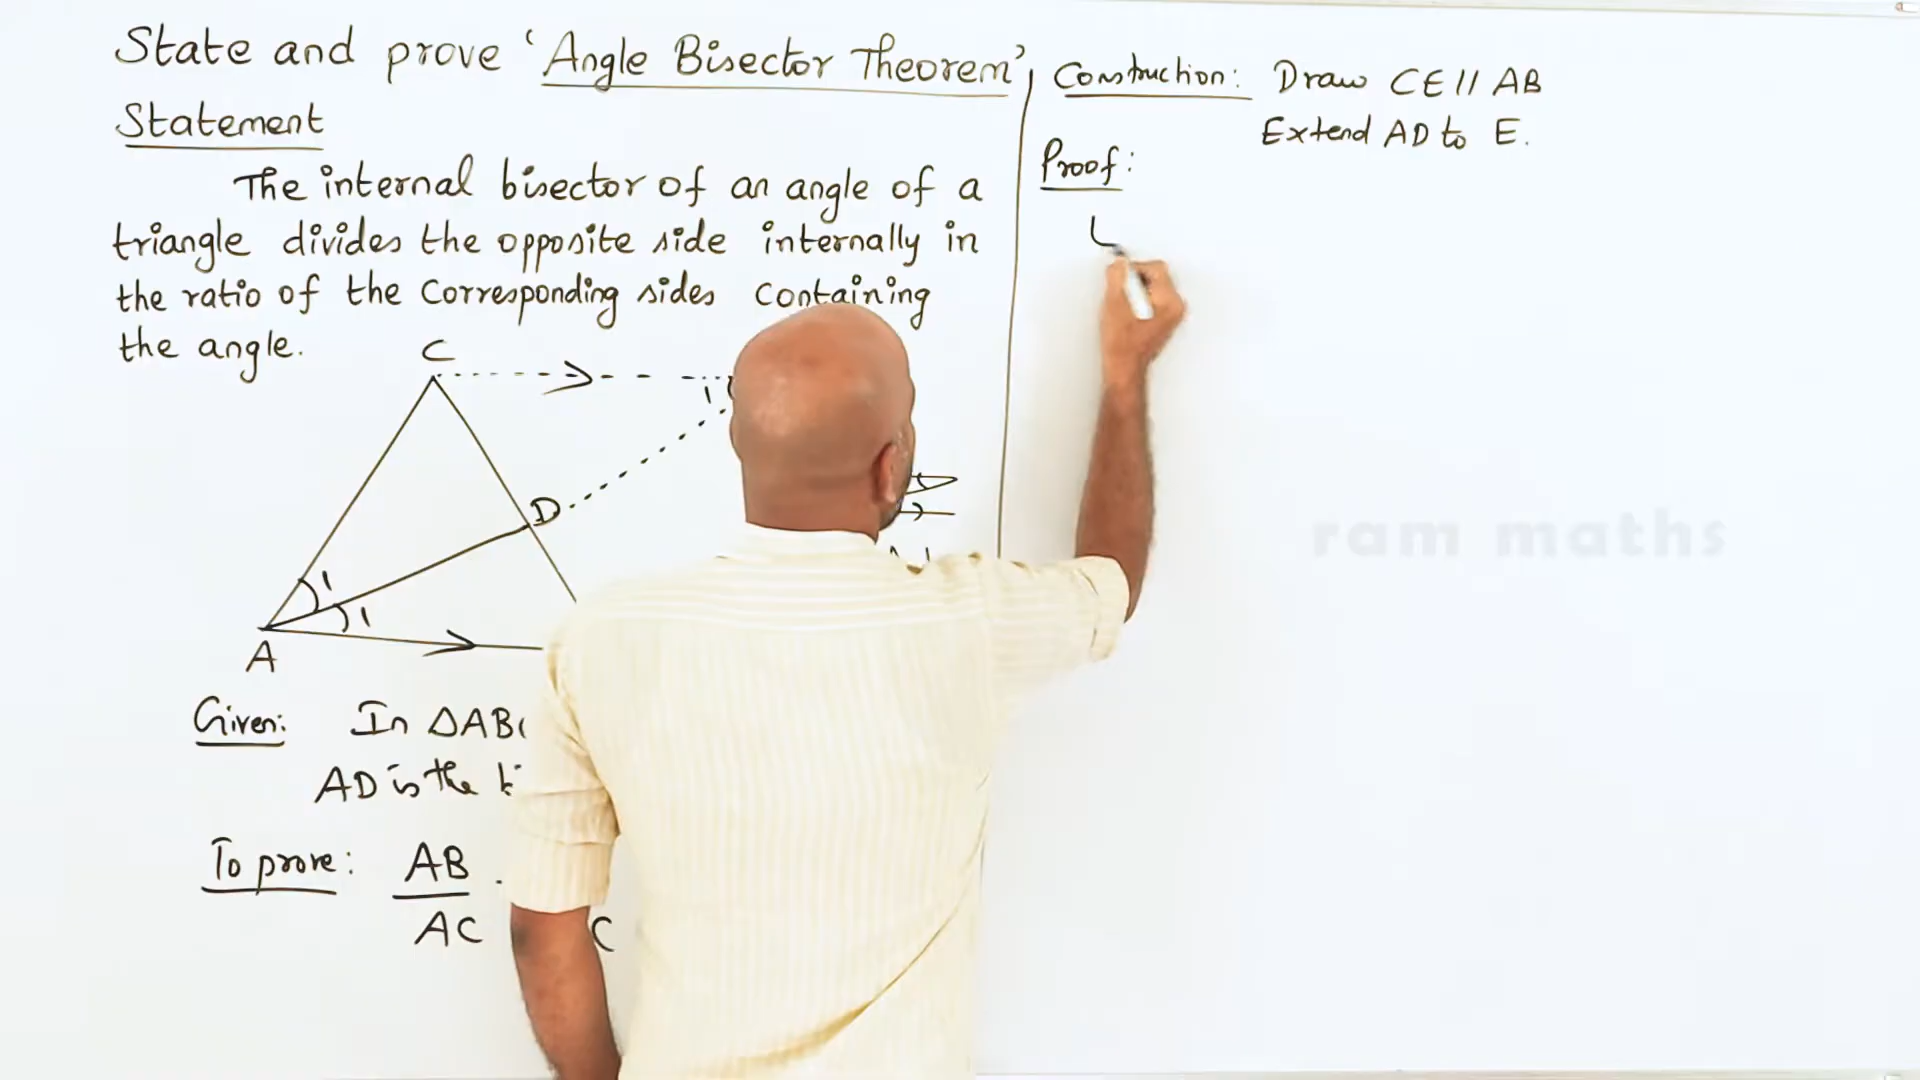 State and prove 'Angle Bisector Theorem'
Statement
The internal bisector of an angle of a
triangle divides the opposite side internally in
the ratio of the corresponding sides containing
the angle.
C
D
A
Given: In △ABC
AD is the
To prove: AB
AC C
Construction: Draw CE // AB
Extend AD to E.
Proof:
ram maths